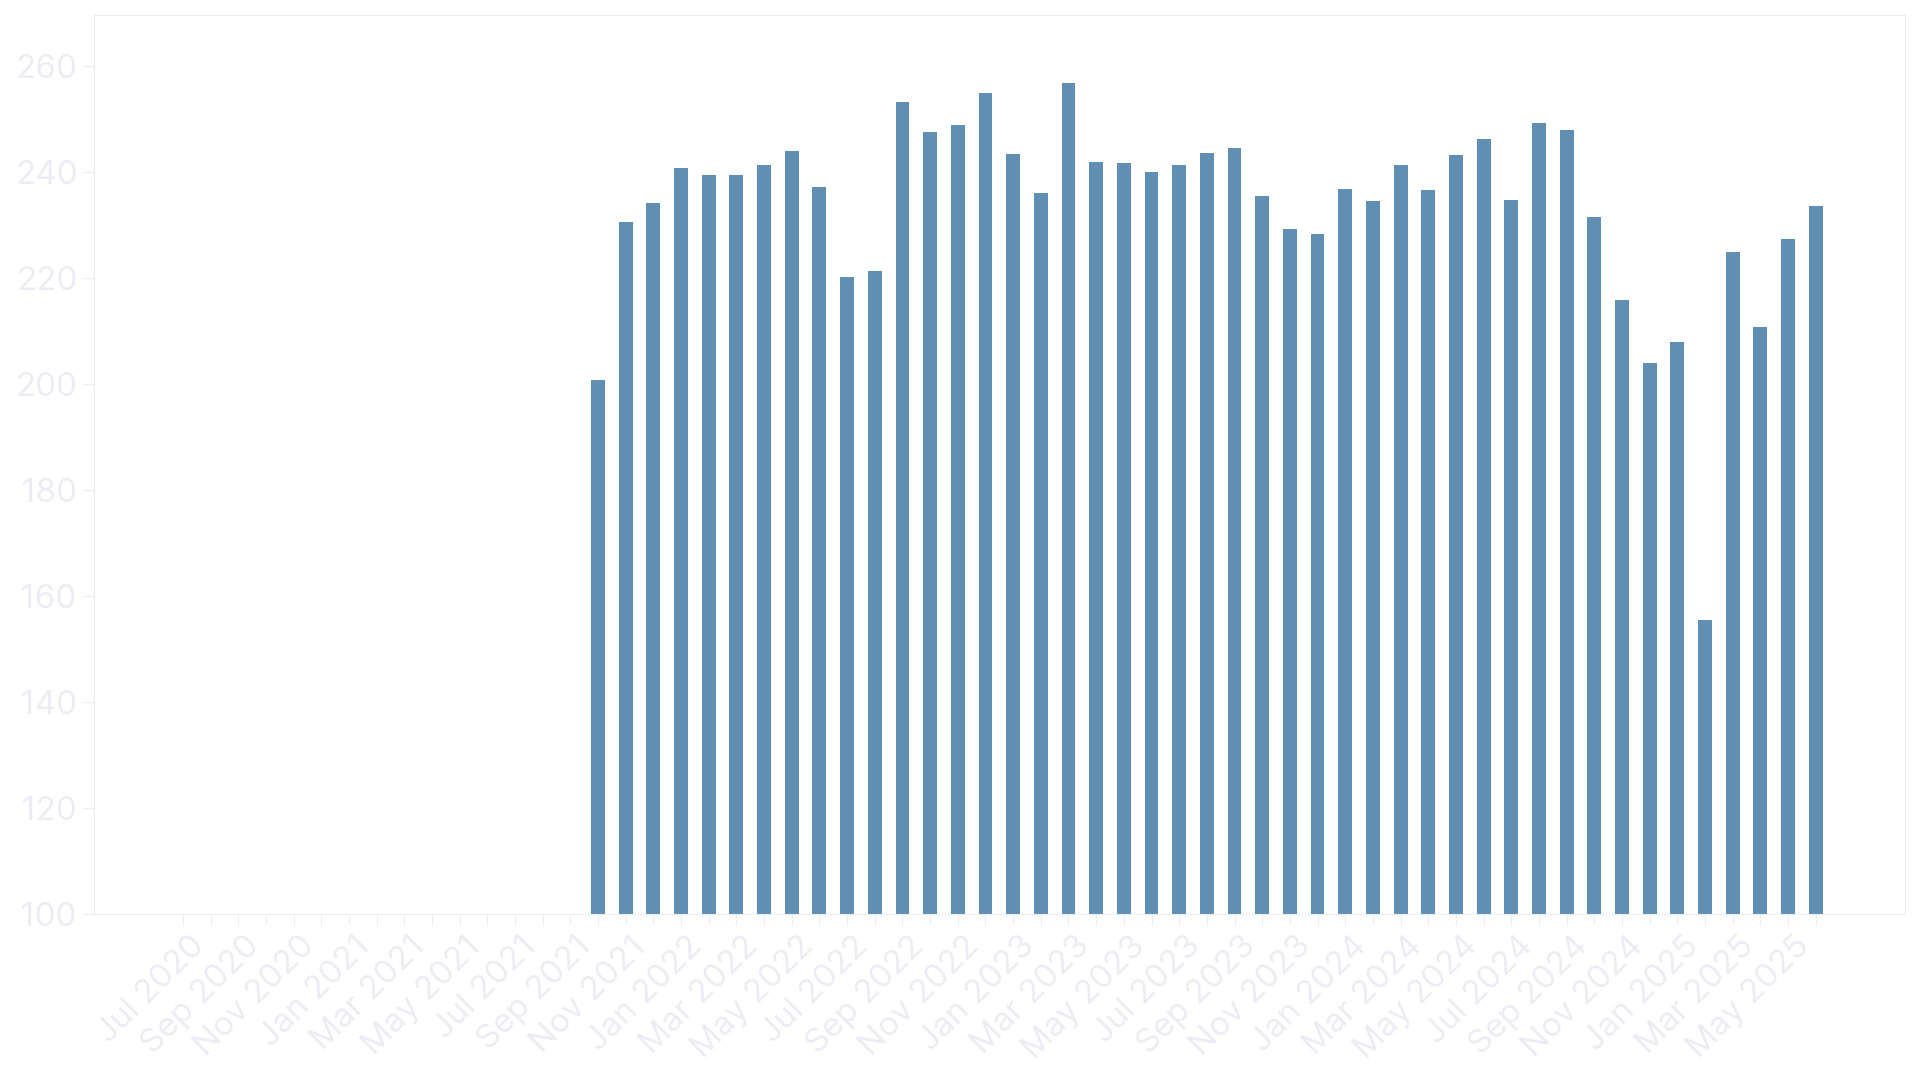 260
240
220
200
180
160
140
120
100
Jul 2020
Sep 2020
Nov 2020
Jan 2021
Mar 2021
May 2021
Jul 2021
Sep 2021
Nov 2021
Jan 2022
Mar 2022
May 2022
Jul 2022
Sep 2022
Nov 2022
Jan 2023
Mar 2023
May 2023
Jul 2023
Sep 2023
Nov 2023
Jan 2024
Mar 2024
May 2024
Jul 2024
Sep 2024
Nov 2024
Jan 2025
Mar 2025
May 2025